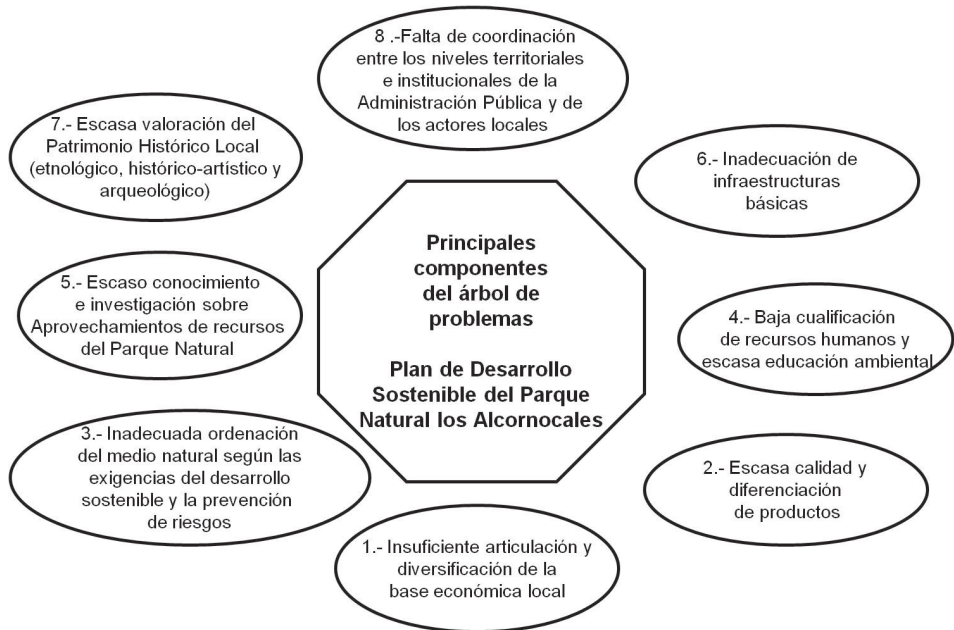 8 .-Falta de coordinación
entre los niveles territoriales
e institucionales de la
Administración Pública y de
los actores locales
7.- Escasa valoración del
Patrimonio Histórico Local
(etnológico, histórico-artístico y
arqueológico)
6.- Inadecuación de
infraestructuras
básicas
Principales
componentes
del árbol de
problemas
Plan de Desarrollo
Sostenible del Parque
Natural los Alcornocales
5.- Escaso conocimiento
e investigación sobre
Aprovechamientos de recursos
del Parque Natural
4.- Baja cualificación
de recursos humanos y
escasa educación ambiental
3.- Inadecuada ordenación
del medio natural según las
exigencias del desarrollo
sostenible y la prevención
de riesgos
2.- Escasa calidad y
diferenciación
de productos
1.- Insuficiente articulación y
diversificación de la
base económica local